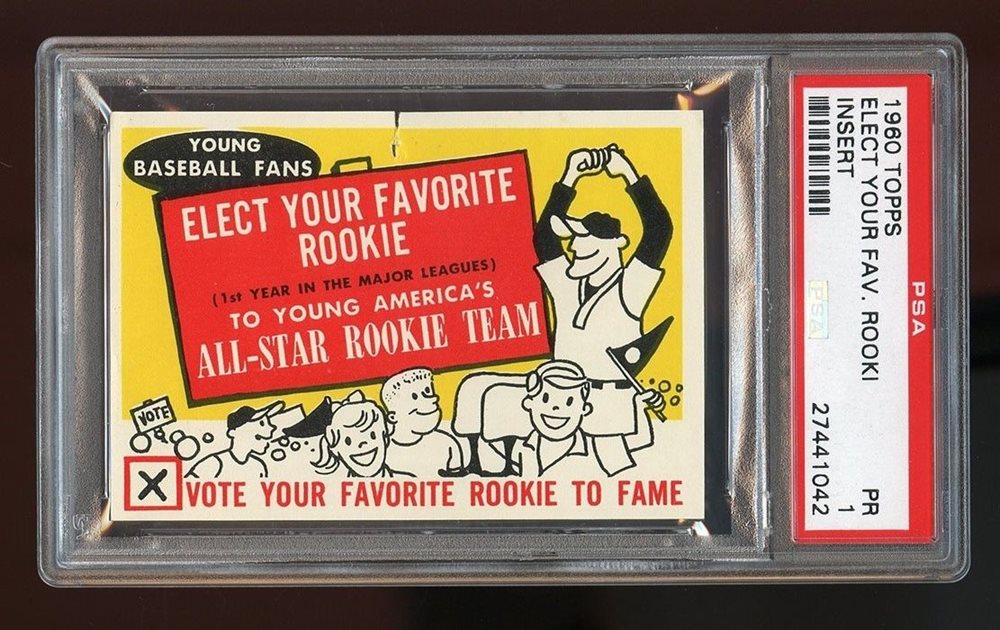 YOUNG
BASEBALL FANS
ELECT YOUR FAVORITE
ROOKIE
(1st YEAR IN THE MAJOR LEAGUES)
TO YOUNG AMERICA'S
ALL-STAR ROOKIE TEAM
VOTE
X VOTE YOUR FAVORITE ROOKIE TO FAME
PSA
1960 TOPPS
ELECT YOUR FAV. ROOKI PR
INSERT 1
27441042
PSA